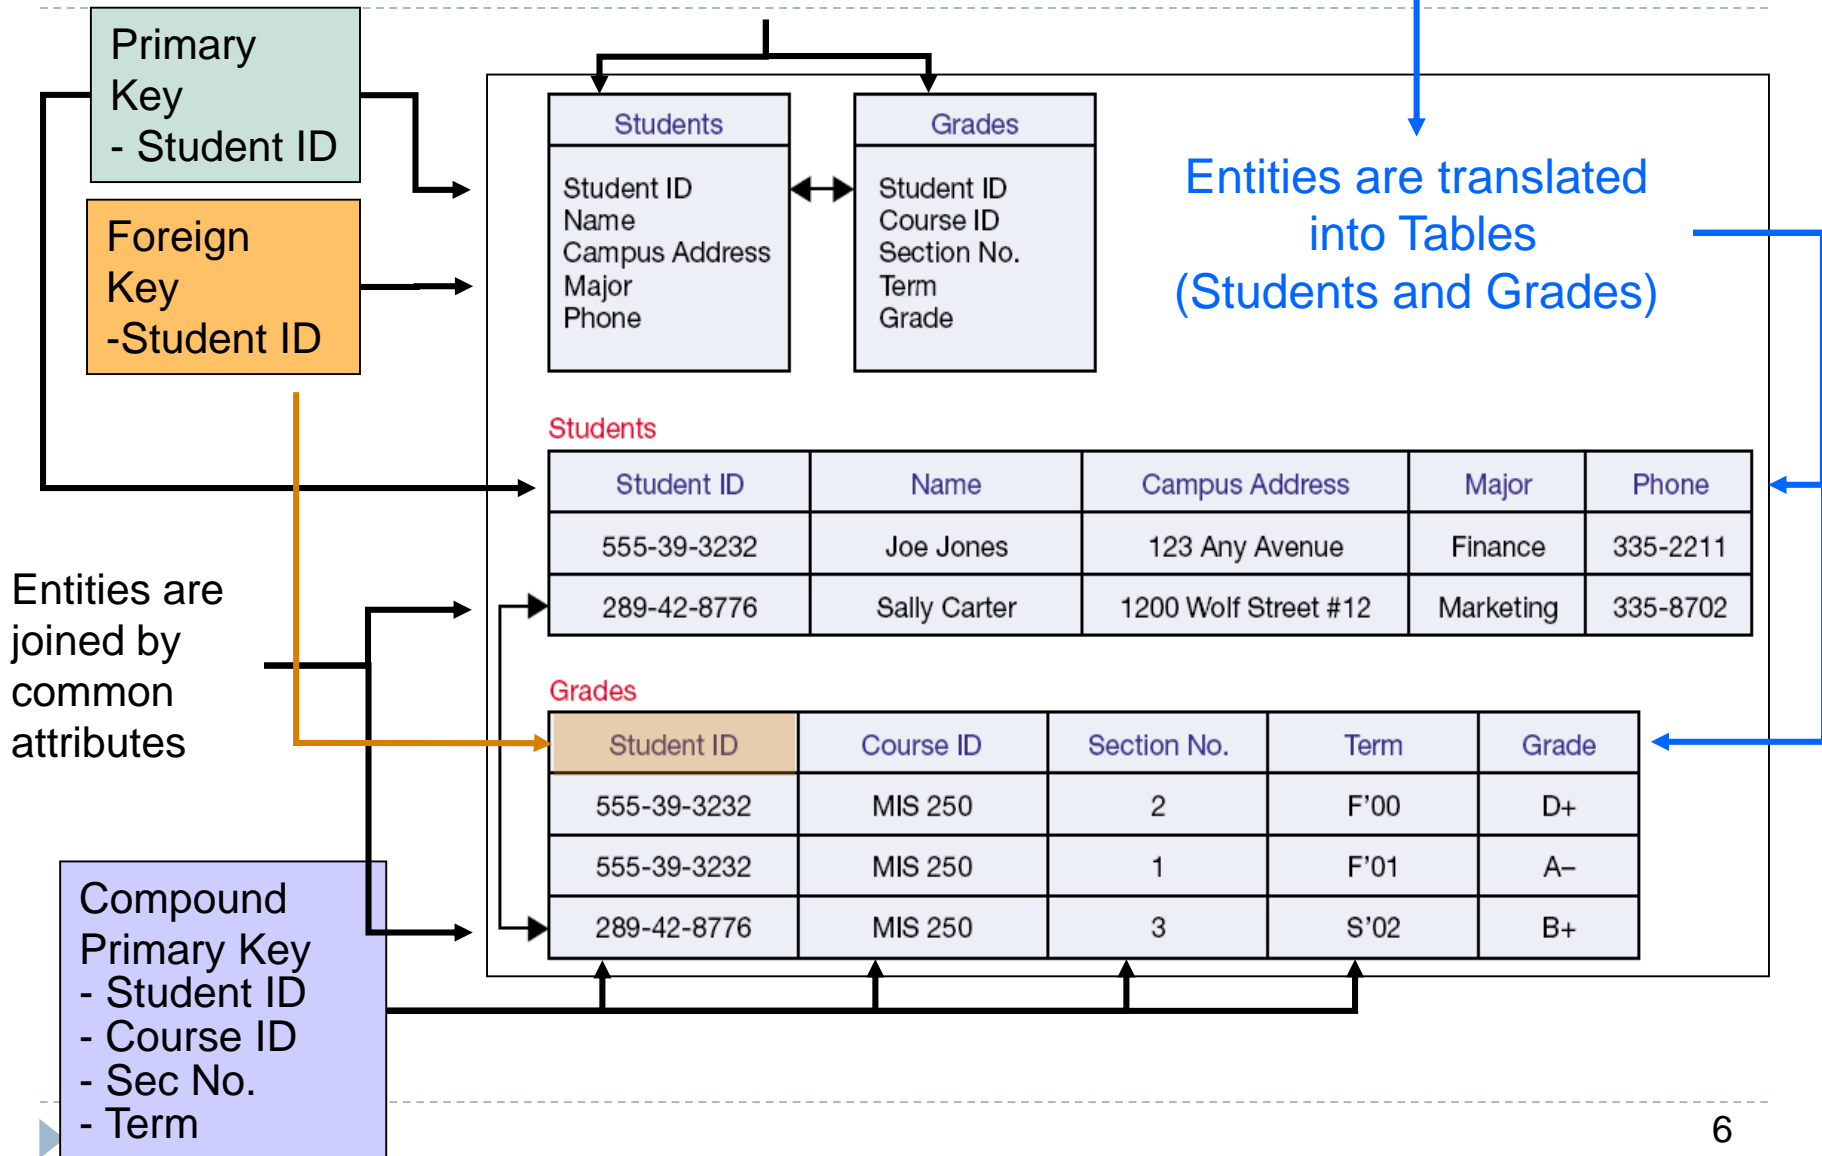 Primary
Key
- Student ID
Foreign
Key
-Student ID
Students
Student ID
Name
Campus Address
Major
Phone
Grades
Student ID
Course ID
Section No.
Term
Grade
Entities are translated
into Tables
(Students and Grades)
Students
Student ID Name Campus Address Major Phone
555-39-3232 Joe Jones 123 Any Avenue Finance 335-2211
289-42-8776 Sally Carter 1200 Wolf Street #12 Marketing 335-8702
Entities are
joined by
common
attributes
Grades
Student ID Course ID Section No. Term Grade
555-39-3232 MIS 250 2 F’00 D+
555-39-3232 MIS 250 1 F’01 A–
289-42-8776 MIS 250 3 S’02 B+
Compound
Primary Key
- Student ID
- Course ID
- Sec No.
- Term
6